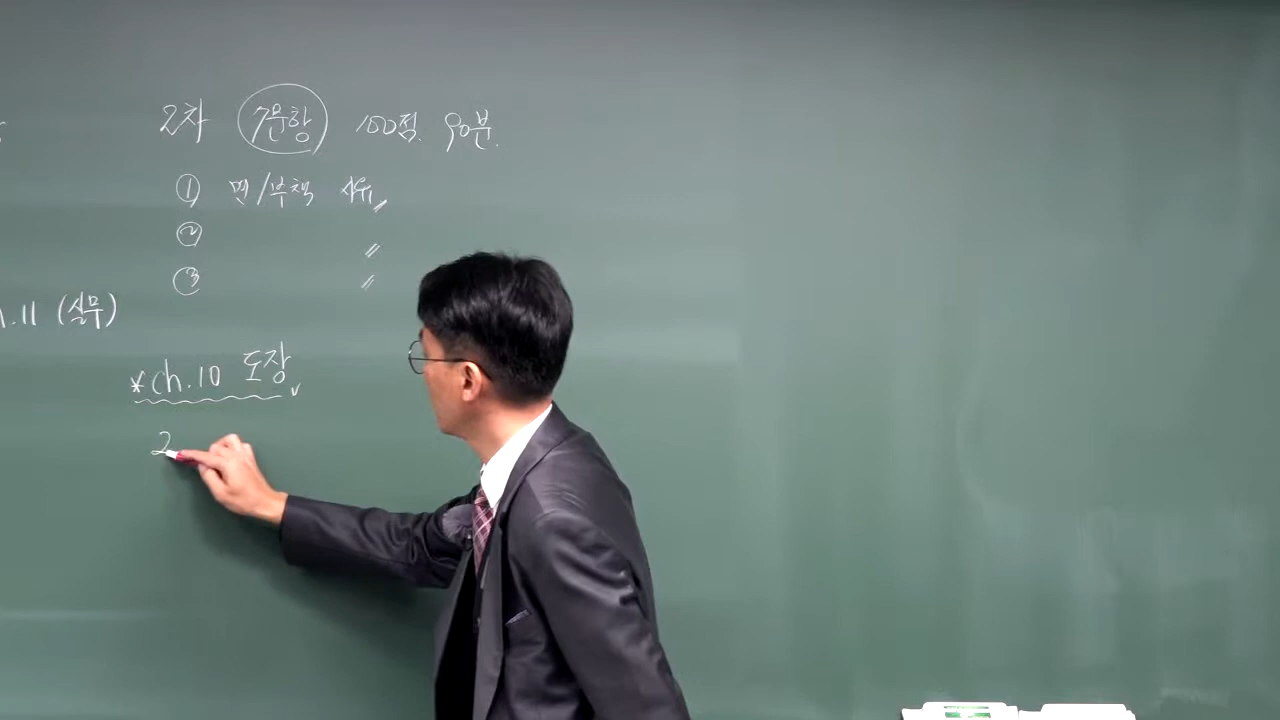 2차 7문항 100점. 90분.
① 면/부책 사유 〃
② 〃
③ 〃
.11 (실무)
*ch.10 도장 ✓
2